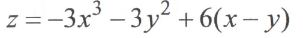 z = −3x³ − 3y² + 6(x − y)